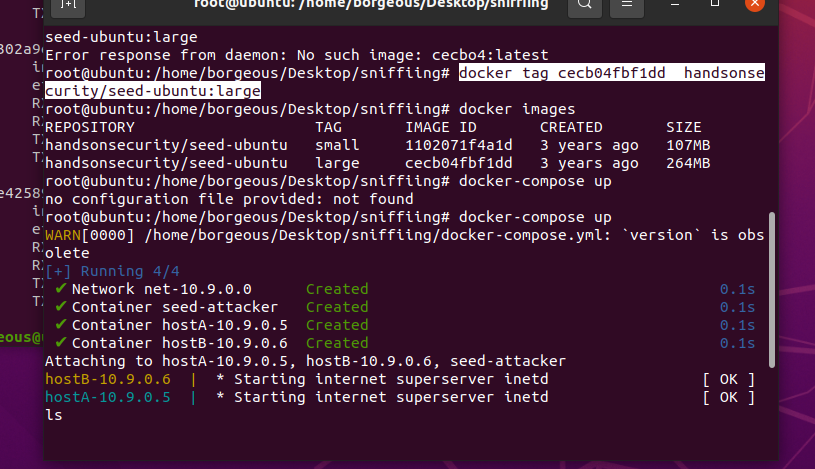 root@ubuntu: /home/borgeous/Desktop/sniffiing
seed-ubuntu:large
Error response from daemon: No such image: cecbo4:latest
root@ubuntu:/home/borgeous/Desktop/sniffiing# docker tag cecb04fbf1dd  handsonse
curity/seed-ubuntu:large
root@ubuntu:/home/borgeous/Desktop/sniffiing# docker images
REPOSITORY                    TAG       IMAGE ID       CREATED       SIZE
handsonsecurity/seed-ubuntu   small     1102071f4a1d   3 years ago   107MB
handsonsecurity/seed-ubuntu   large     cecb04fbf1dd   3 years ago   264MB
root@ubuntu:/home/borgeous/Desktop/sniffiing# docker-compose up
no configuration file provided: not found
root@ubuntu:/home/borgeous/Desktop/sniffiing# docker-compose up
WARN[0000] /home/borgeous/Desktop/sniffiing/docker-compose.yml: `version` is obs
olete
[+] Running 4/4
✔ Network net-10.9.0.0      Created                                       0.1s
✔ Container seed-attacker   Created                                       0.1s
✔ Container hostA-10.9.0.5  Created                                       0.1s
✔ Container hostB-10.9.0.6  Created                                       0.1s
Attaching to hostA-10.9.0.5, hostB-10.9.0.6, seed-attacker
hostB-10.9.0.6  |  * Starting internet superserver inetd                 [ OK ]
hostA-10.9.0.5  |  * Starting internet superserver inetd                 [ OK ]
ls